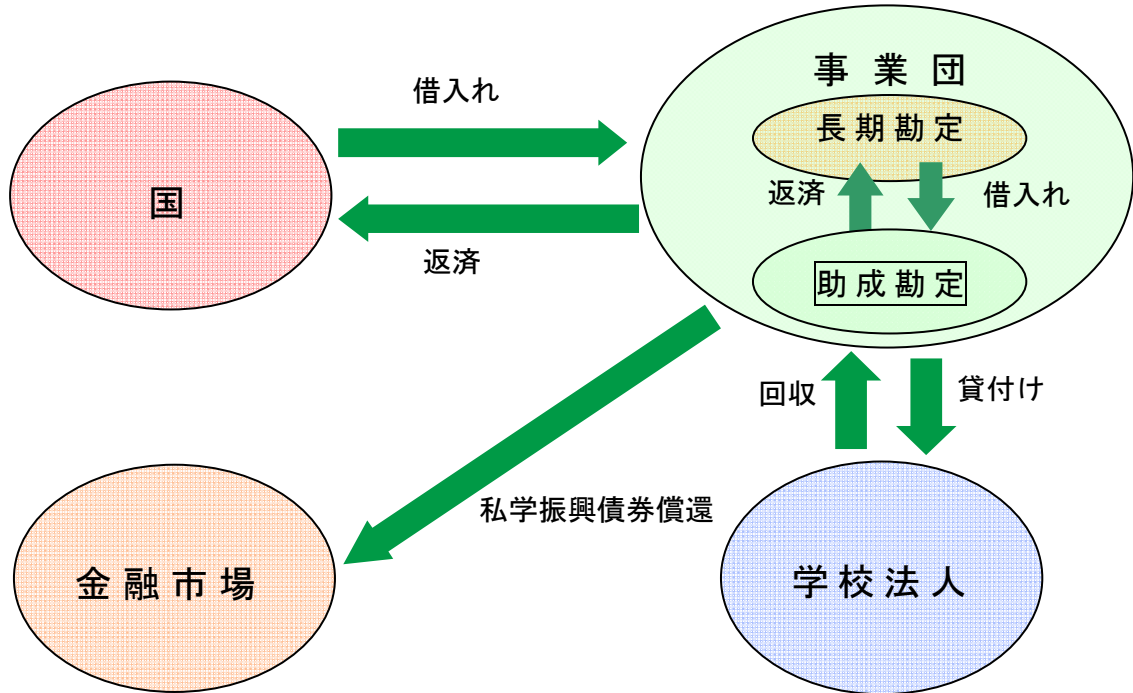 事業団
借入れ
長期勘定
国
返済
借入れ
返済
助成勘定
回収
貸付け
私学振興債券償還
金融市場
学校法人